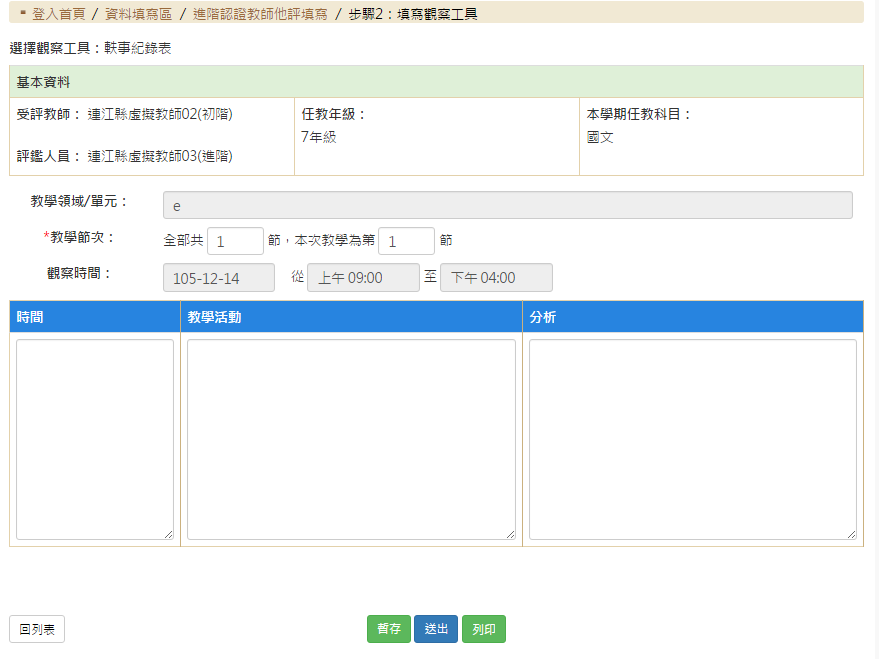 登入首頁 / 資料填寫區 / 進階認證教師他評填寫 / 步驟2：填寫觀察工具
選擇觀察工具：軼事紀錄表
基本資料
受評教師： 連江縣虛擬教師02(初階)
評鑑人員： 連江縣虛擬教師03(進階)
任教年級：
7年級
本學期任教科目：
國文
教學領域/單元： e
*教學節次： 全部共 1 節，本次教學為第 1 節
觀察時間： 105-12-14 從 上午 09:00 至 下午 04:00
時間 教學活動 分析
回列表 暫存 送出 列印